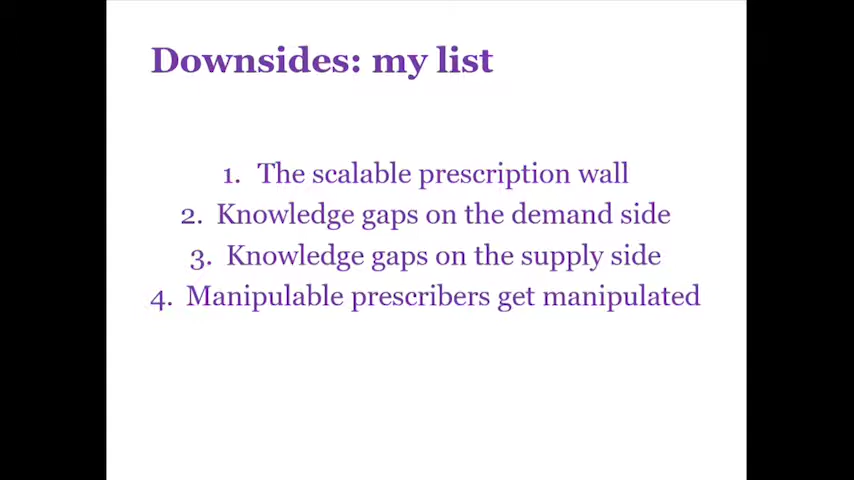 Downsides: my list
1. The scalable prescription wall
2. Knowledge gaps on the demand side
3. Knowledge gaps on the supply side
4. Manipulable prescribers get manipulated